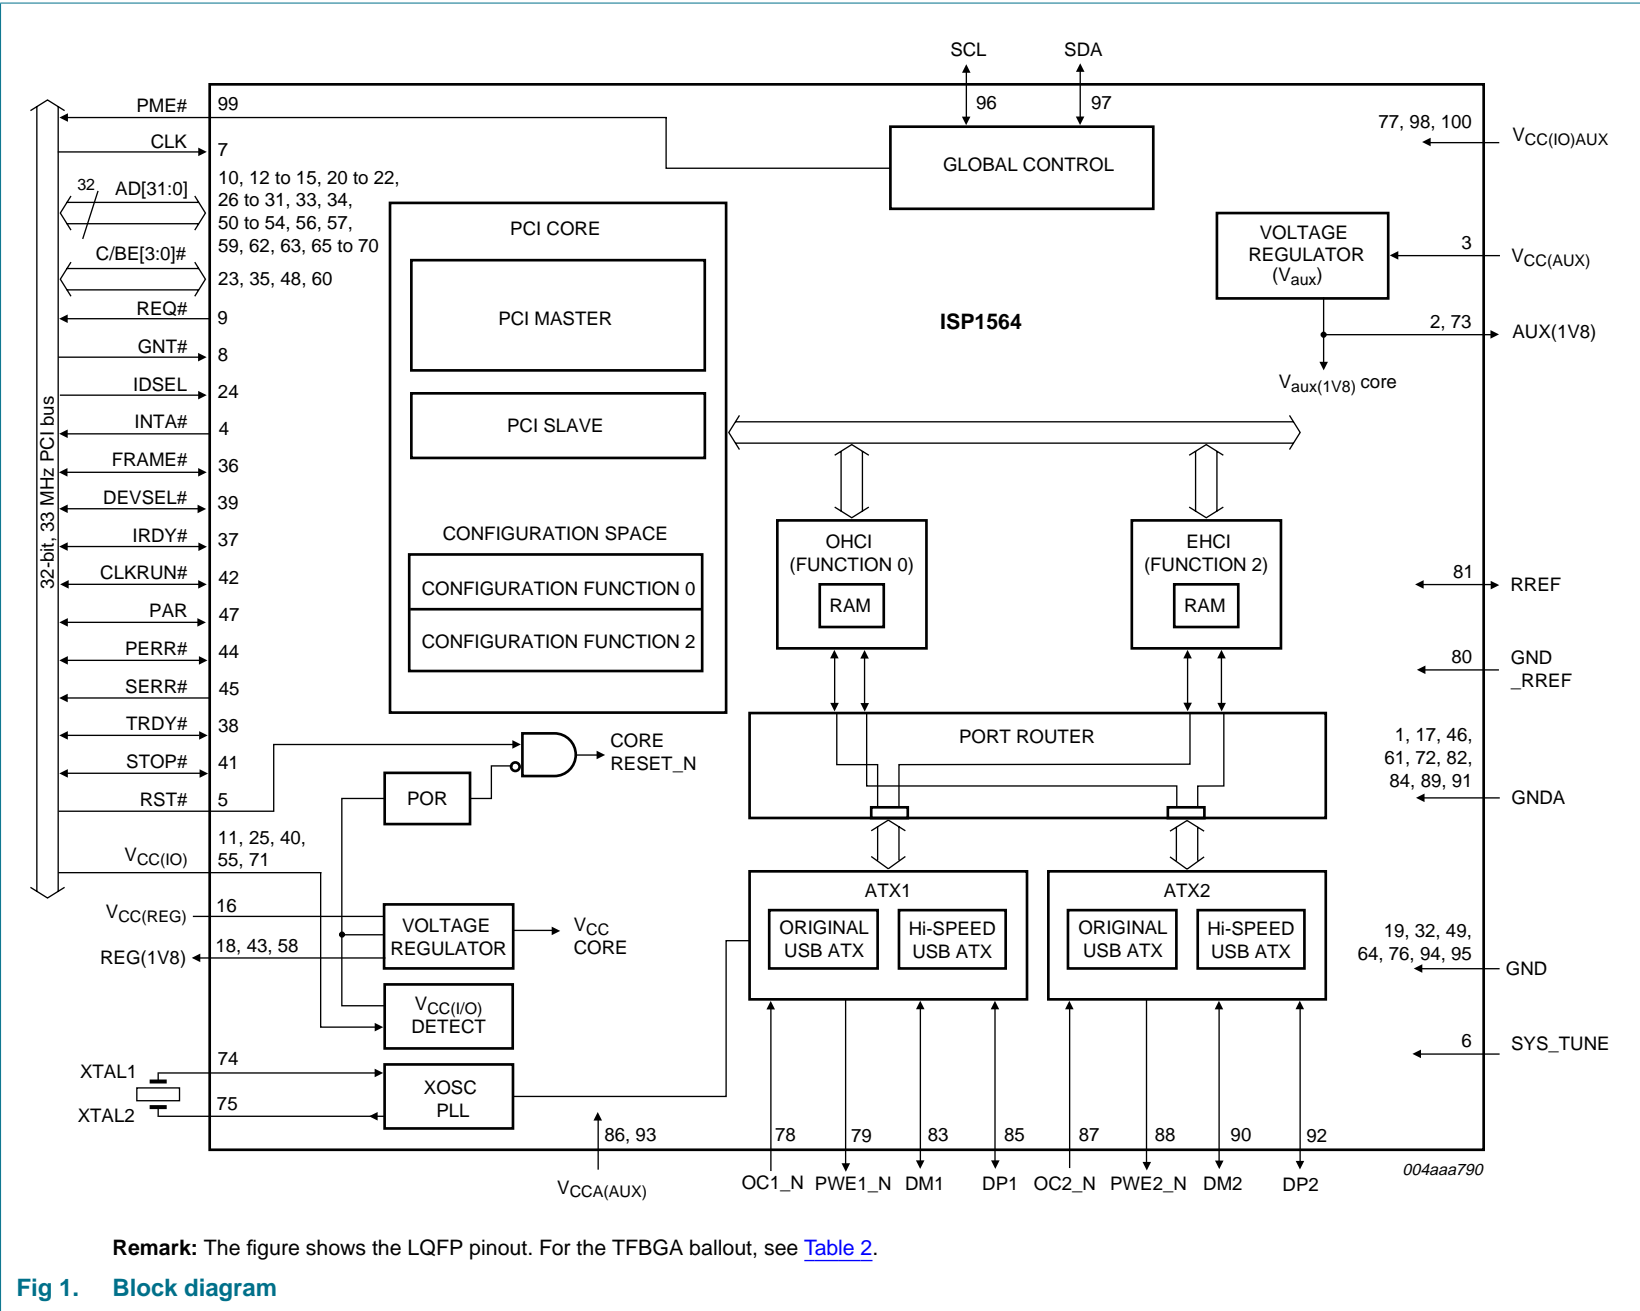 SCL
SDA
96
97
GLOBAL CONTROL
PME#
99
CLK
7
32
AD[31:0]
10, 12 to 15, 20 to 22,
26 to 31, 33, 34,
50 to 54, 56, 57,
59, 62, 63, 65 to 70
C/BE[3:0]#
23, 35, 48, 60
REQ#
9
GNT#
8
IDSEL
24
INTA#
4
FRAME#
36
DEVSEL#
39
IRDY#
37
CLKRUN#
42
PAR
47
PERR#
44
SERR#
45
TRDY#
38
STOP#
41
RST#
5
VCC(IO)
11, 25, 40,
55, 71
VCC(REG)
16
REG(1V8)
18, 43, 58
XTAL1
74
XTAL2
75
32-bit, 33 MHz PCI bus
PCI CORE
PCI MASTER
PCI SLAVE
CONFIGURATION SPACE
CONFIGURATION FUNCTION 0
CONFIGURATION FUNCTION 2
CORE
RESET_N
POR
VOLTAGE
REGULATOR
VCC
CORE
VCC(I/O)
DETECT
XOSC
PLL
ISP1564
77, 98, 100
VCC(IO)AUX
VOLTAGE
REGULATOR
(Vaux)
3
VCC(AUX)
2, 73
AUX(1V8)
Vaux(1V8) core
OHCI
(FUNCTION 0)
RAM
EHCI
(FUNCTION 2)
RAM
81
RREF
80
GND
_RREF
PORT ROUTER
1, 17, 46,
61, 72, 82,
84, 89, 91
GNDA
ATX1
ORIGINAL
USB ATX
Hi-SPEED
USB ATX
ATX2
ORIGINAL
USB ATX
Hi-SPEED
USB ATX
19, 32, 49,
64, 76, 94, 95
GND
6
SYS_TUNE
86, 93
78
79
83
85
87
88
90
92
VCCA(AUX)
OC1_N
PWE1_N
DM1
DP1
OC2_N
PWE2_N
DM2
DP2
004aaa790
Remark: The figure shows the LQFP pinout. For the TFBGA ballout, see Table 2.
Fig 1. Block diagram